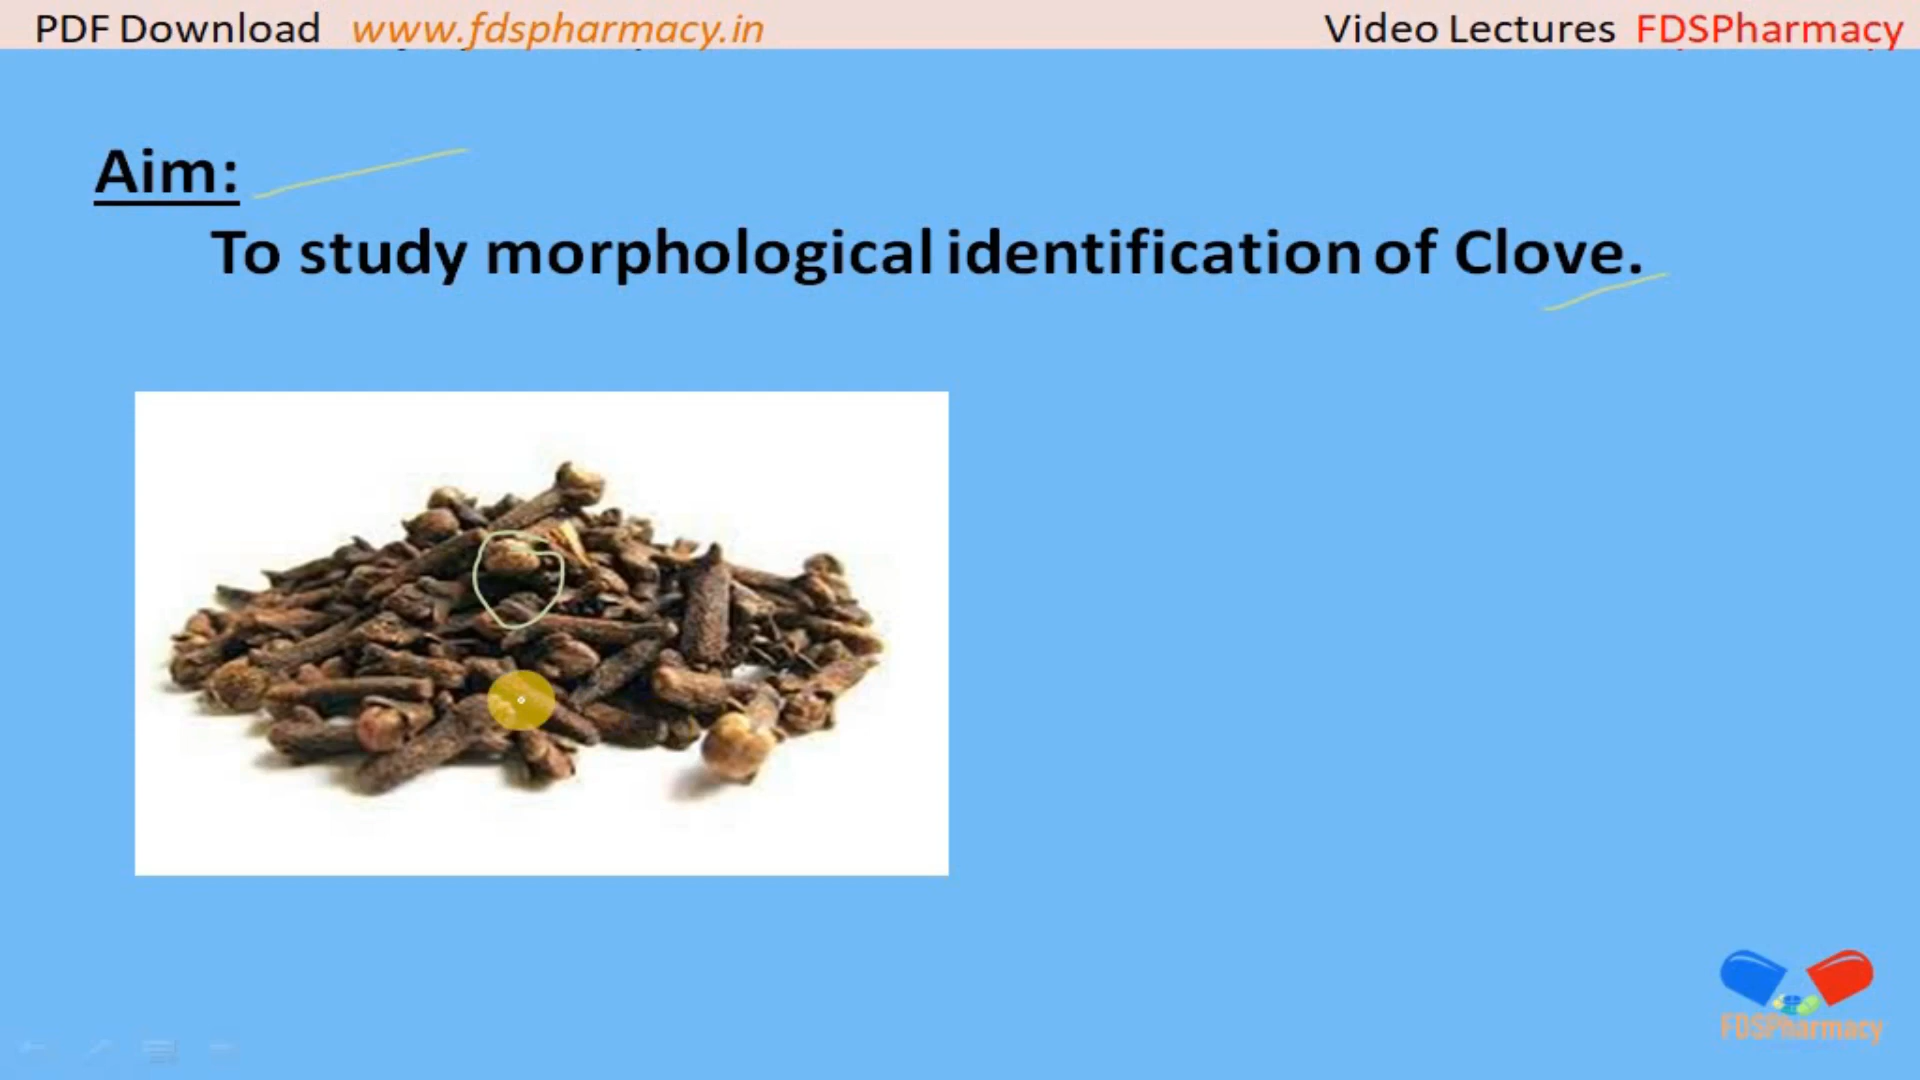 PDF Download www.fdspharmacy.in Video Lectures FDSPharmacy
Aim:
To study morphological identification of Clove.
FDSPharmacy